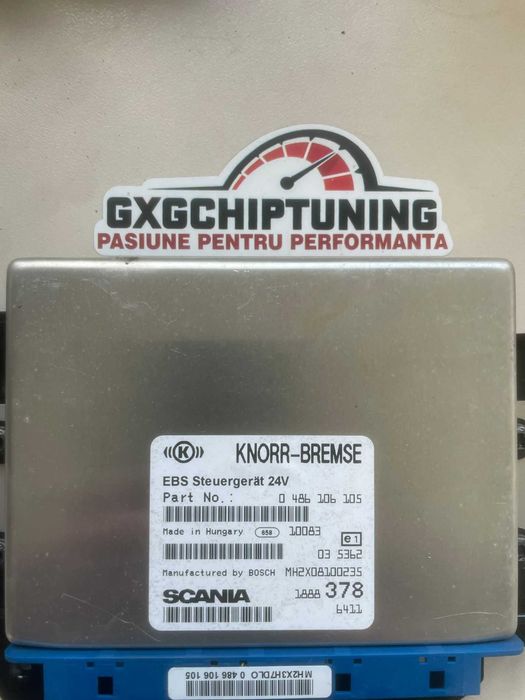 GXGCHIPTUNING
PASIUNE PENTRU PERFORMANTA
K KNORR-BREMSE
EBS Steuergerät 24V
Part No.: 0 486 106 105
Made in Hungary 658 10083 e1
03 5362
Manufactured by BOSCH MH2X08100235
SCANIA 1888 378
6411
MH2X3H7DLO 0 486 106 105